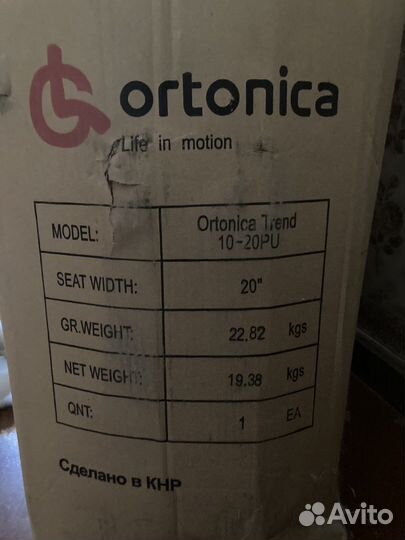 ortonica
Life in motion
MODEL: Ortonica Trend
10-20PU
SEAT WIDTH: 20"
GR.WEIGHT: 22.82 kgs
NET WEIGHT: 19.38 kgs
QNT: 1 EA
Сделано в КНР
Avito